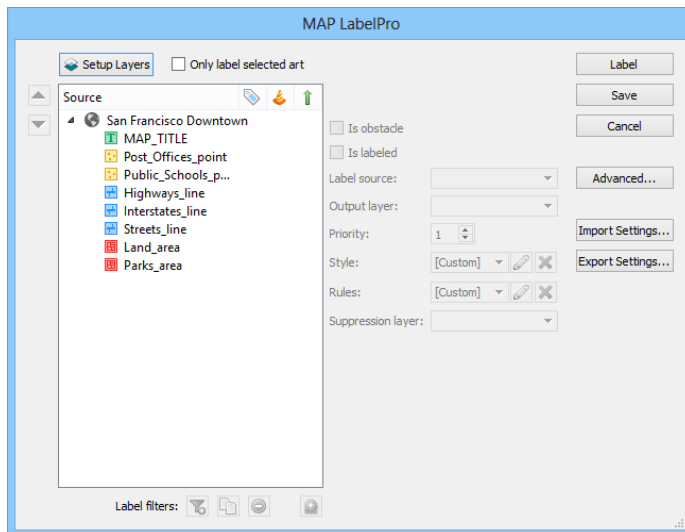 MAP LabelPro
Setup Layers
Only label selected art
Label
Source
Save
San Francisco Downtown
Cancel
MAP_TITLE
Is obstacle
Post_Offices_point
Is labeled
Public_Schools_p...
Label source:
Advanced...
Highways_line
Output layer:
Interstates_line
Priority:
1
Import Settings...
Streets_line
Land_area
Style:
[Custom]
Export Settings...
Parks_area
Rules:
[Custom]
Suppression layer:
Label filters: